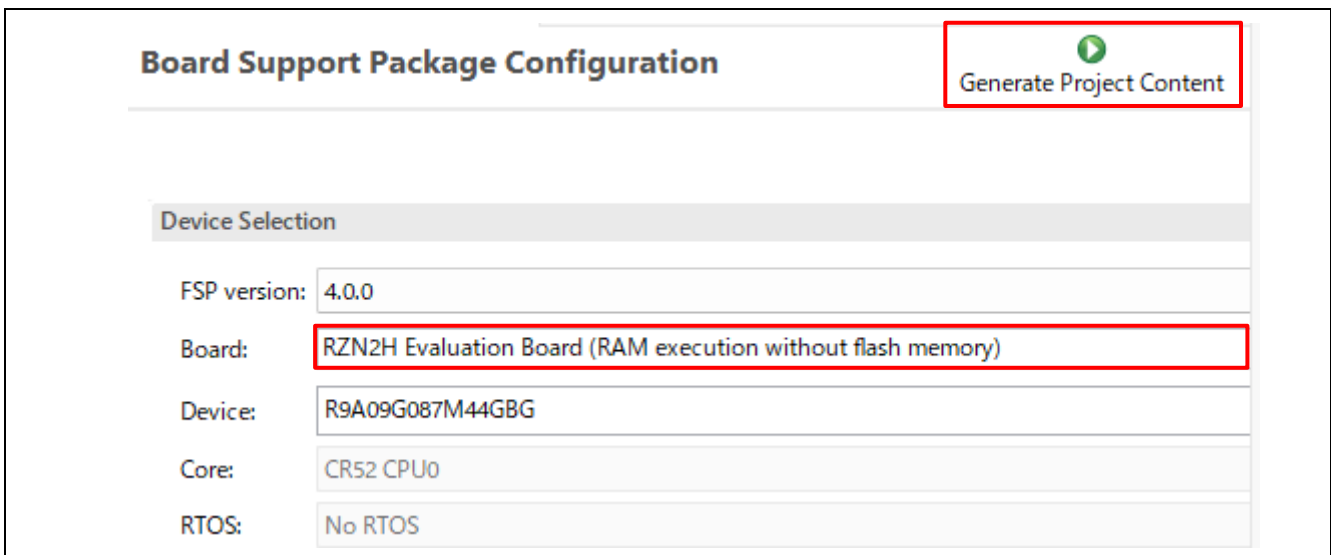 Board Support Package Configuration
Generate Project Content
Device Selection
FSP version: 4.0.0
Board: RZN2H Evaluation Board (RAM execution without flash memory)
Device: R9A09G087M44GBG
Core: CR52 CPU0
RTOS: No RTOS